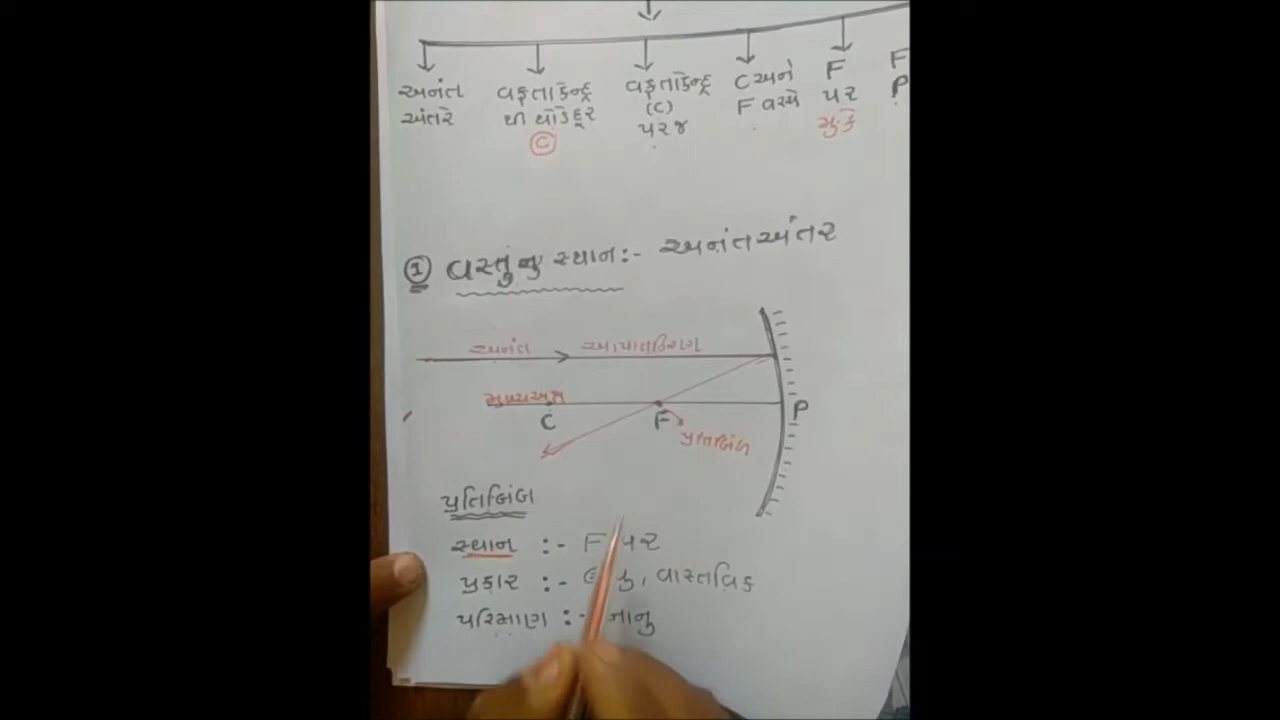 અનંત અંતરે
વક્રતાકેન્દ્ર થી થોડેદૂર
C
વક્રતાકેન્દ્ર (C) પર જ
C અને F વચ્ચે
F પર મુકે
F
P
1 વસ્તુનુ સ્થાન:- અનંતઅંતર
અનંત આપાતકિરણ
મુખ્યઅક્ષ
C F P
પ્રતિબિંબ
પ્રતિબિંબ
સ્થાન :- F પર
પ્રકાર :- વાસ્તવિક
પરિમાણ :-